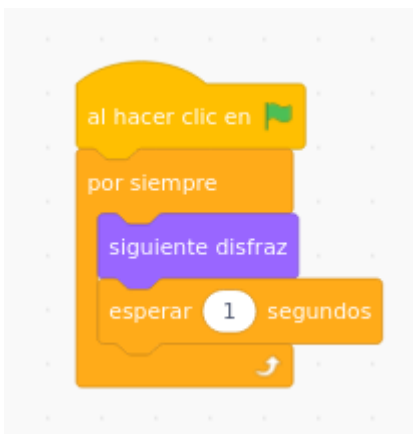 al hacer clic en
por siempre
siguiente disfraz
esperar 1 segundos